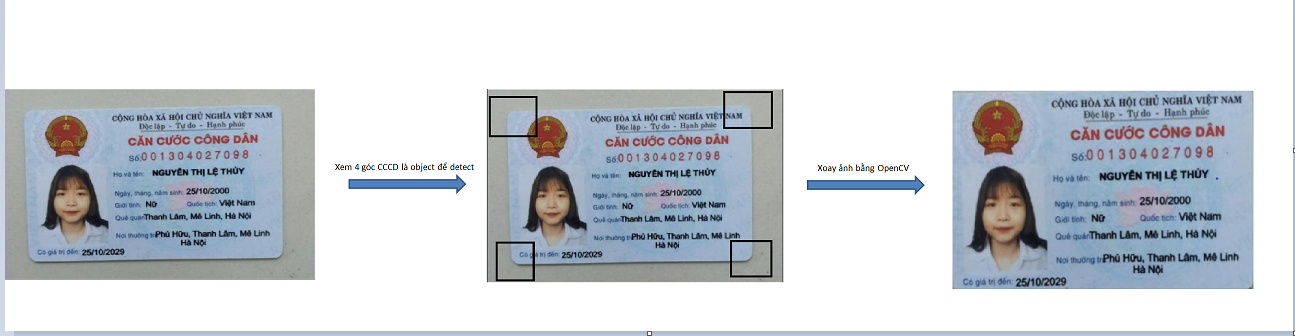 CỘNG HÒA XÃ HỘI CHỦ NGHĨA VIỆT NAM
Độc lập - Tự do - Hạnh phúc
CĂN CƯỚC CÔNG DÂN
Số: 001304027098
Họ và tên: NGUYỄN THỊ LỆ THỦY
Ngày, tháng, năm sinh: 25/10/2000
Giới tính: Nữ Quốc tịch: Việt Nam
Quê quán Thanh Lâm, Mê Linh, Hà Nội
Nơi thường tr Phú Hữu, Thanh Lâm, Mê Linh
Hà Nội
Có giá trị đến: 25/10/2029
Xem 4 góc CCCD là object để detect
CỘNG HÒA XÃ HỘI CHỦ NGHĨA VIỆT NAM
Độc lập - Tự do - Hạnh phúc
CĂN CƯỚC CÔNG DÂN
Số: 001304027098
Họ và tên: NGUYỄN THỊ LỆ THỦY
Ngày, tháng, năm sinh: 25/10/2000
Giới tính: Nữ Quốc tịch: Việt Nam
Quê quán Thanh Lâm, Mê Linh, Hà Nội
Nơi thường tr Phú Hữu, Thanh Lâm, Mê Linh
Hà Nội
Có giá trị đến: 25/10/2029
Xoay ảnh bằng OpenCV
CỘNG HÒA XÃ HỘI CHỦ NGHĨA VIỆT NAM
Độc lập - Tự do - Hạnh phúc
CĂN CƯỚC CÔNG DÂN
Số: 001304027098
Họ và tên: NGUYỄN THỊ LỆ THỦY
Ngày, tháng, năm sinh: 25/10/2000
Giới tính: Nữ Quốc tịch: Việt Nam
Quê quán Thanh Lâm, Mê Linh, Hà Nội
Nơi thường tr Phú Hữu, Thanh Lâm, Mê Linh
Hà Nội
Có giá trị đến: 25/10/2029